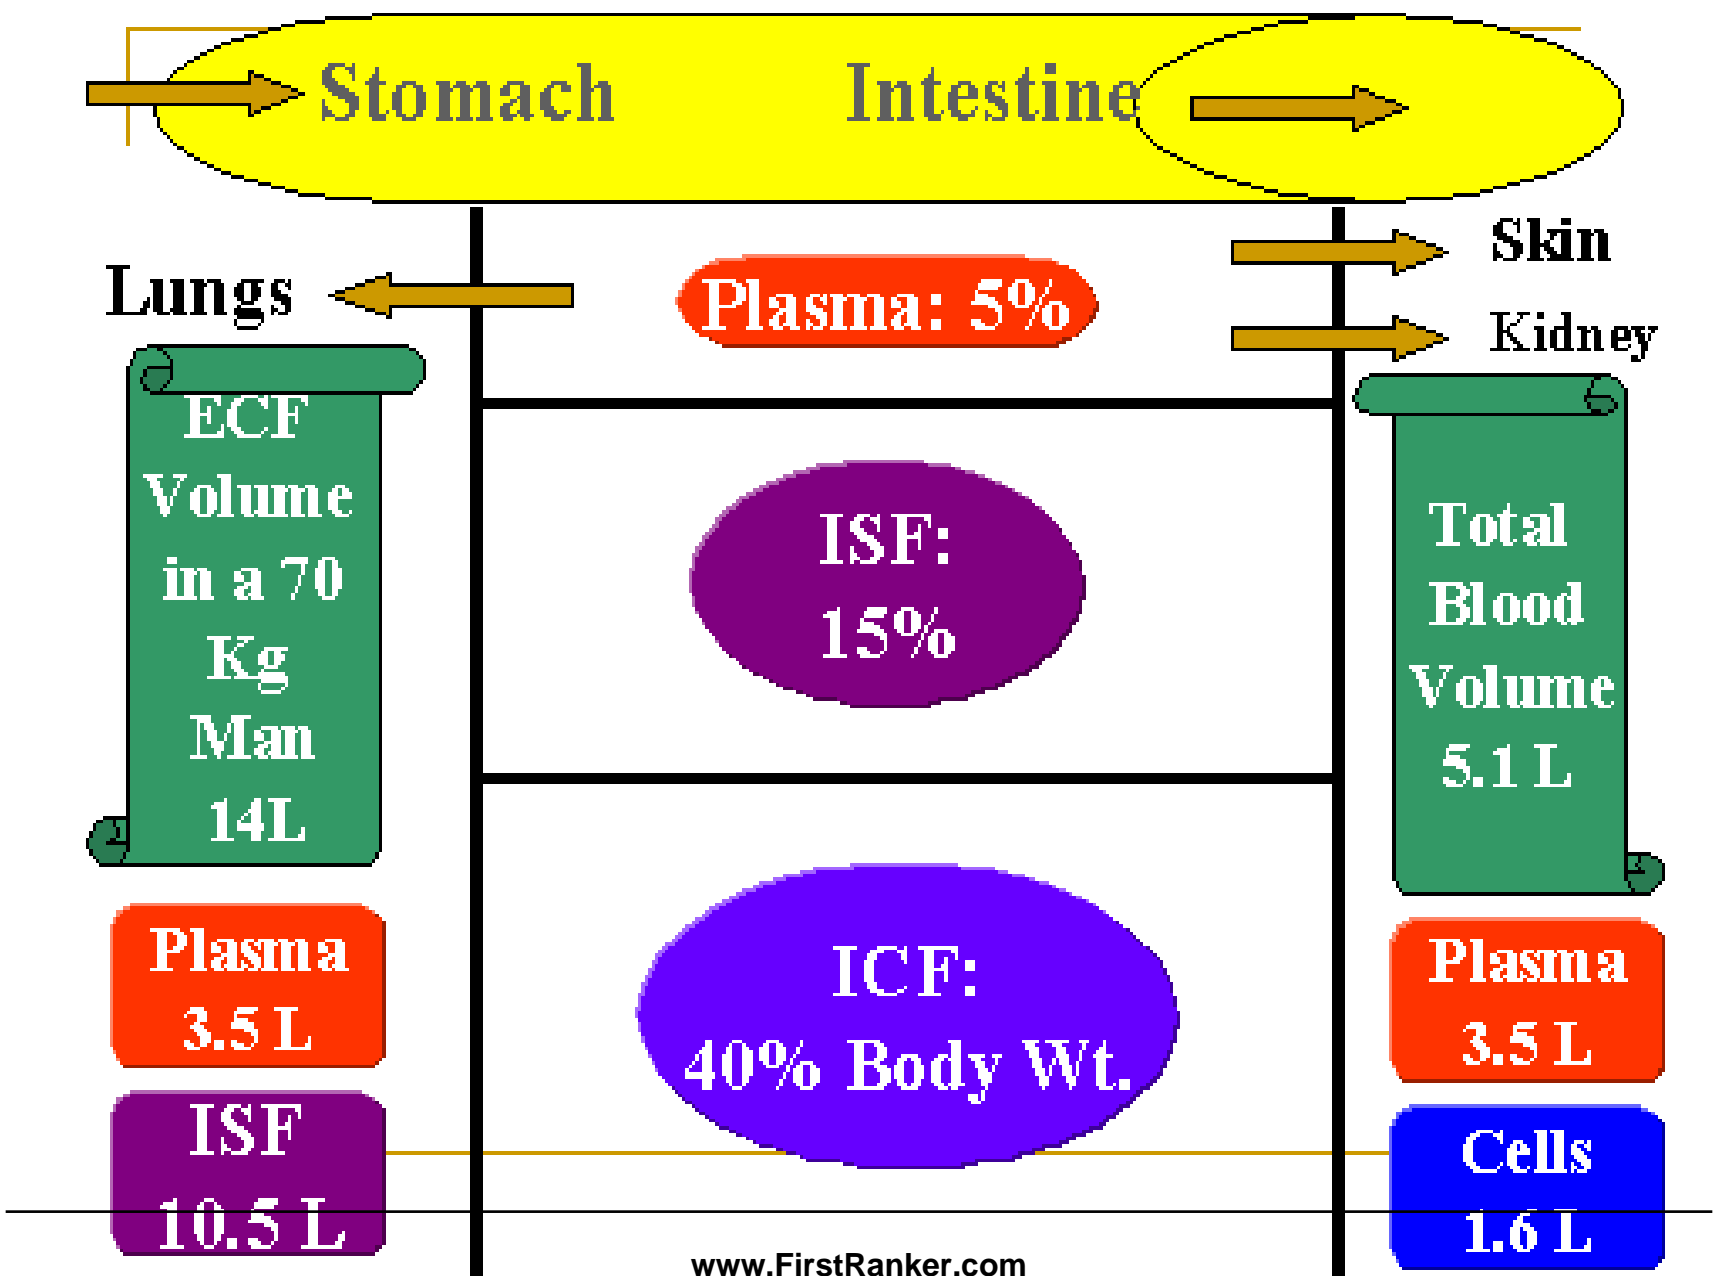 Stomach Intestine
Lungs
Plasma: 5%
Skin
Kidney
ECF
Volume
in a 70
Kg
Man
14L
ISF:
15%
Total
Blood
Volume
5.1 L
Plasma
3.5 L
ISF
10.5 L
ICF:
40% Body Wt.
Plasma
3.5 L
Cells
1.6 L
www.FirstRanker.com